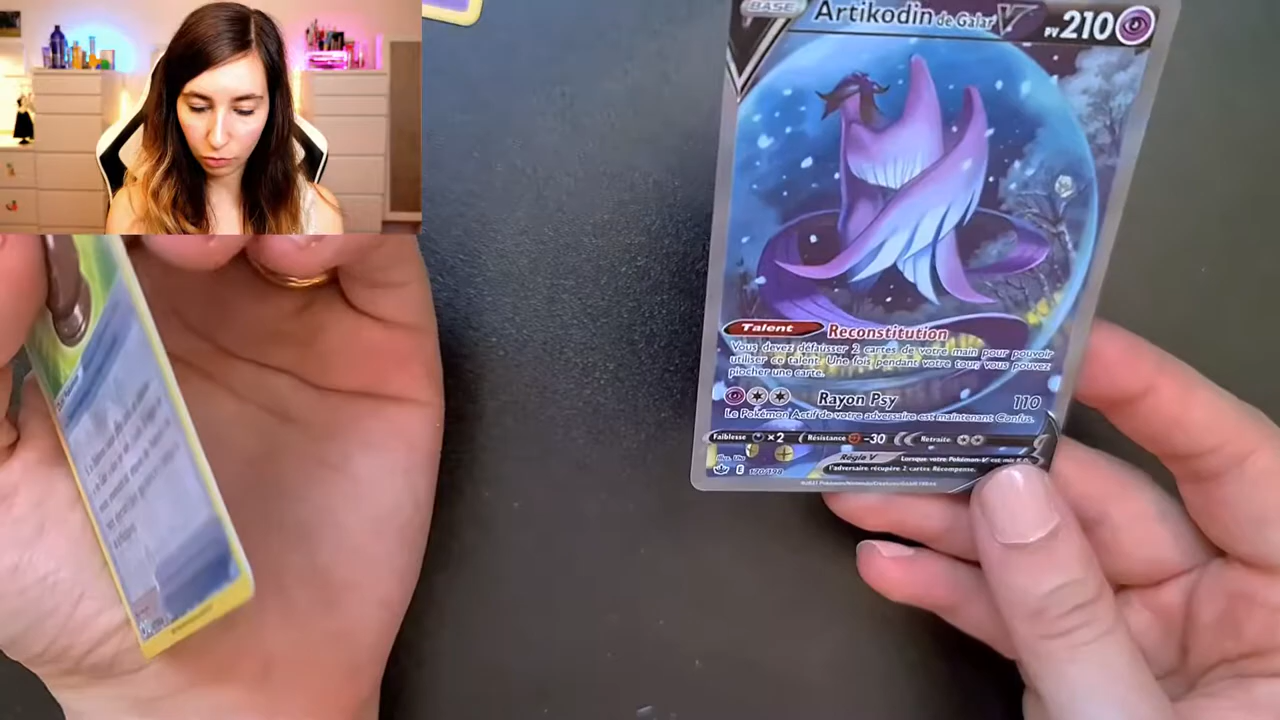 BASE
Artikodin de Galar V PV 210
Talent Reconstitution
Vous devez défausser 2 cartes de votre main pour pouvoir
utiliser ce talent. Une fois, pendant votre tour, vous pouvez
piocher une carte.
Rayon Psy 110
Le Pokémon Actif de votre adversaire est maintenant Confus.
Faiblesse ×2 Résistance -30 Retraite
Règle V Lorsque votre Pokémon-V est mis K.O.,
l'adversaire récupère 2 cartes Récompense.
E 170/198